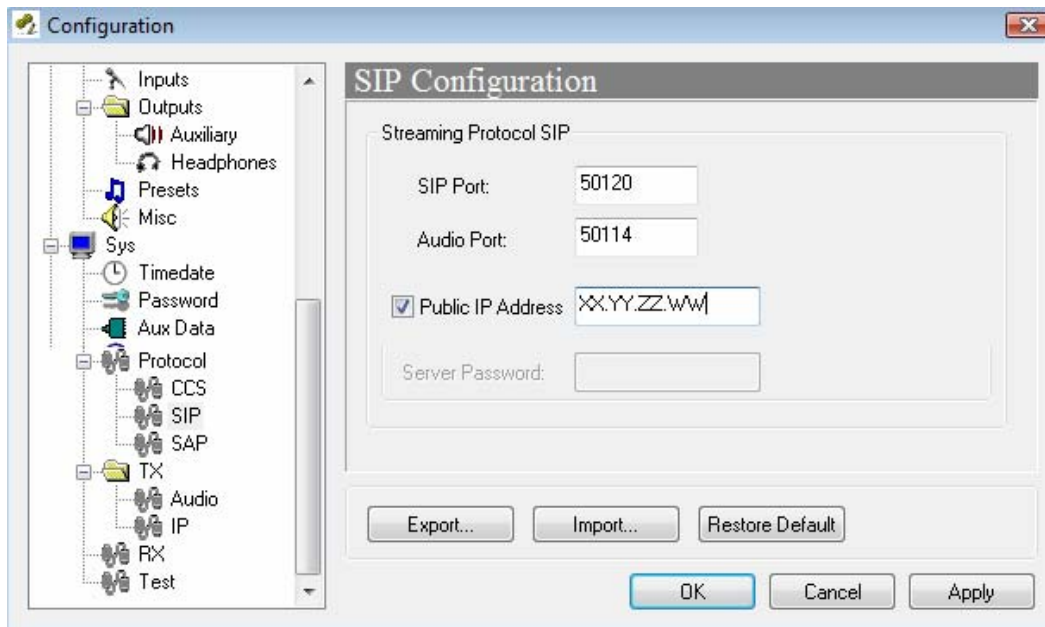 Configuration
Inputs
Outputs
Auxiliary
Headphones
Presets
Misc
Sys
Timedate
Password
Aux Data
Protocol
CCS
SIP
SAP
TX
Audio
IP
RX
Test
SIP Configuration
Streaming Protocol SIP
SIP Port: 50120
Audio Port: 50114
Public IP Address XX.YY.ZZ.WW
Server Password:
Export... Import... Restore Default
OK Cancel Apply